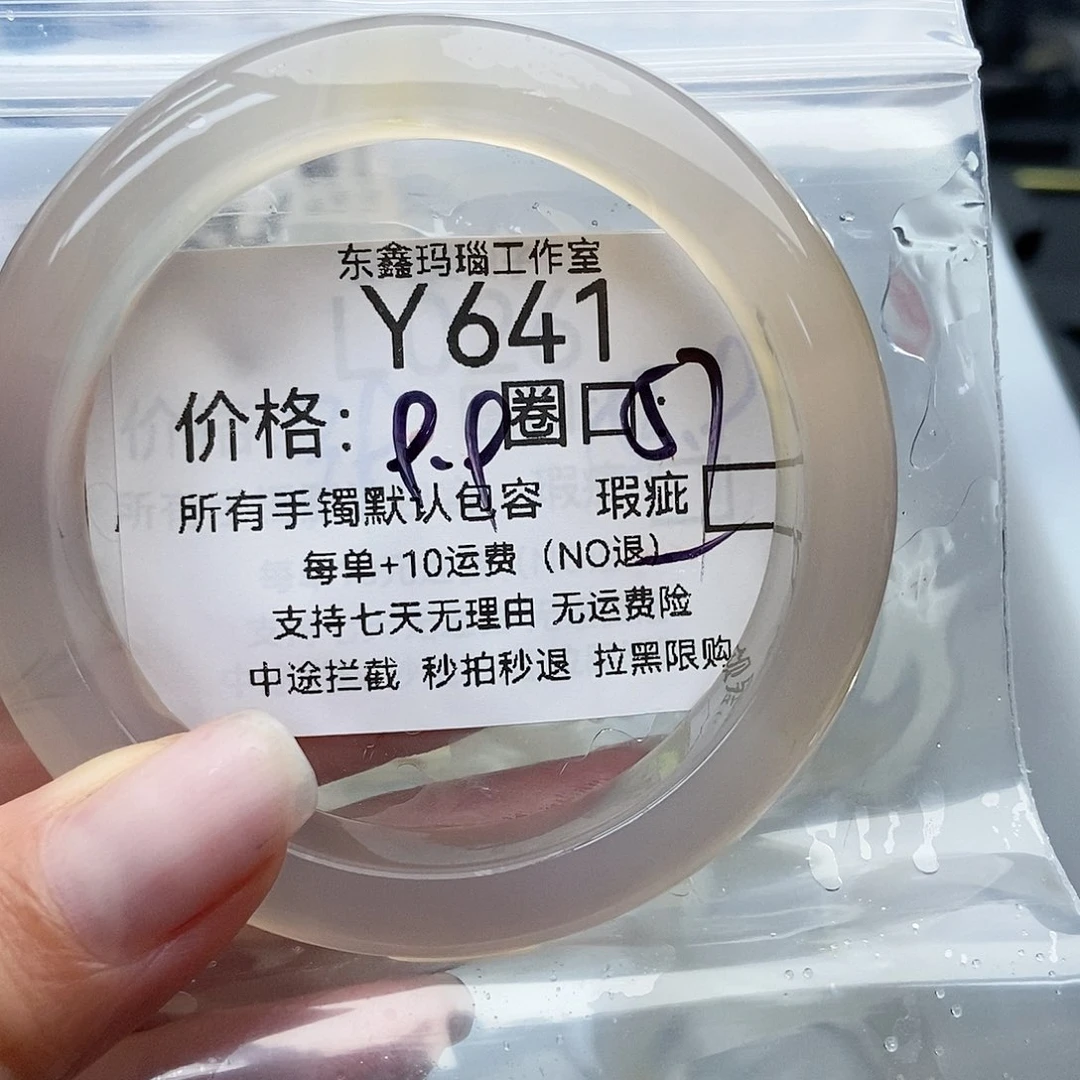 东鑫玛瑙工作室
Y641
价格: 圈口:
所有手镯默认包容 瑕疵
每单+10运费（NO退）
支持七天无理由 无运费险
中途拦截 秒拍秒退 拉黑限购